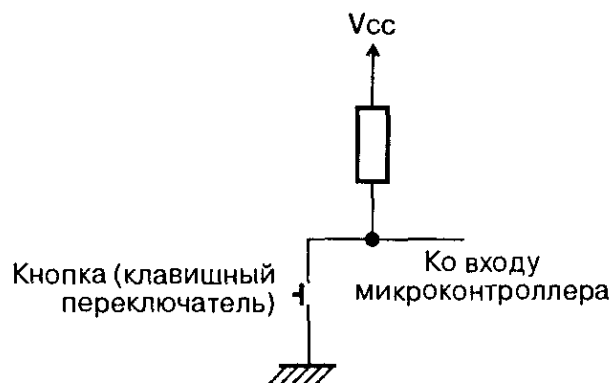 Vcc
Кнопка (клавишный
переключатель)
Ко входу
микроконтроллера